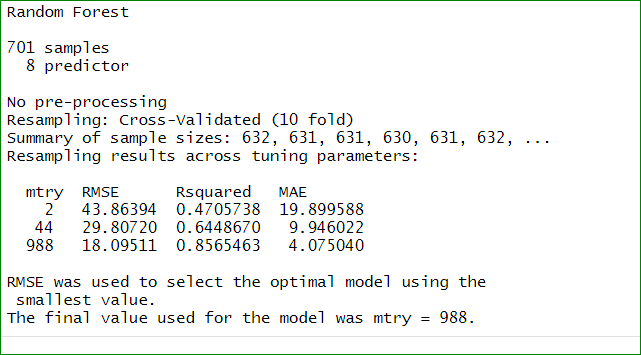 Random Forest
701 samples
8 predictor
No pre-processing
Resampling: Cross-Validated (10 fold)
Summary of sample sizes: 632, 631, 631, 630, 631, 632, ...
Resampling results across tuning parameters:
mtry RMSE Rsquared MAE
2 43.86394 0.4705738 19.899588
44 29.80720 0.6448670 9.946022
988 18.09511 0.8565463 4.075040
RMSE was used to select the optimal model using the
smallest value.
The final value used for the model was mtry = 988.